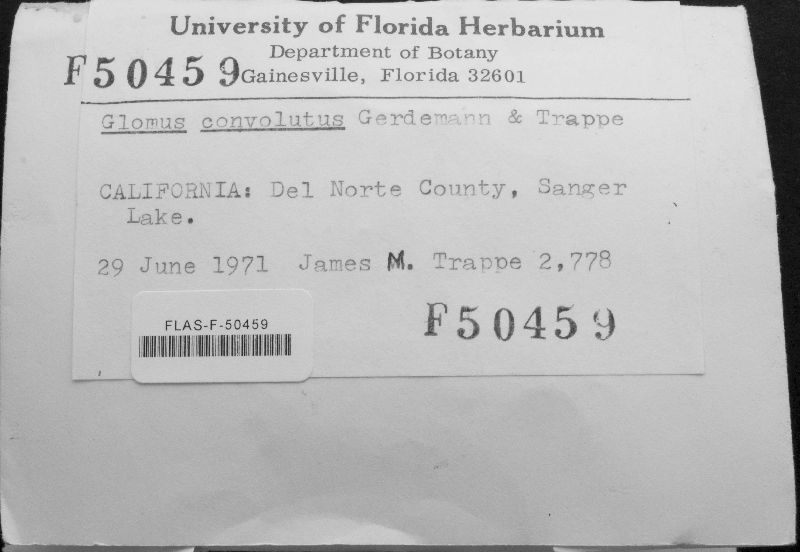 University of Florida Herbarium
Department of Botany
F50459 Gainesville, Florida 32601
Glomus convolutus Gerdemann & Trappe
CALIFORNIA: Del Norte County, Sanger
Lake.
29 June 1971 James M. Trappe 2,778
F50459
FLAS-F-50459